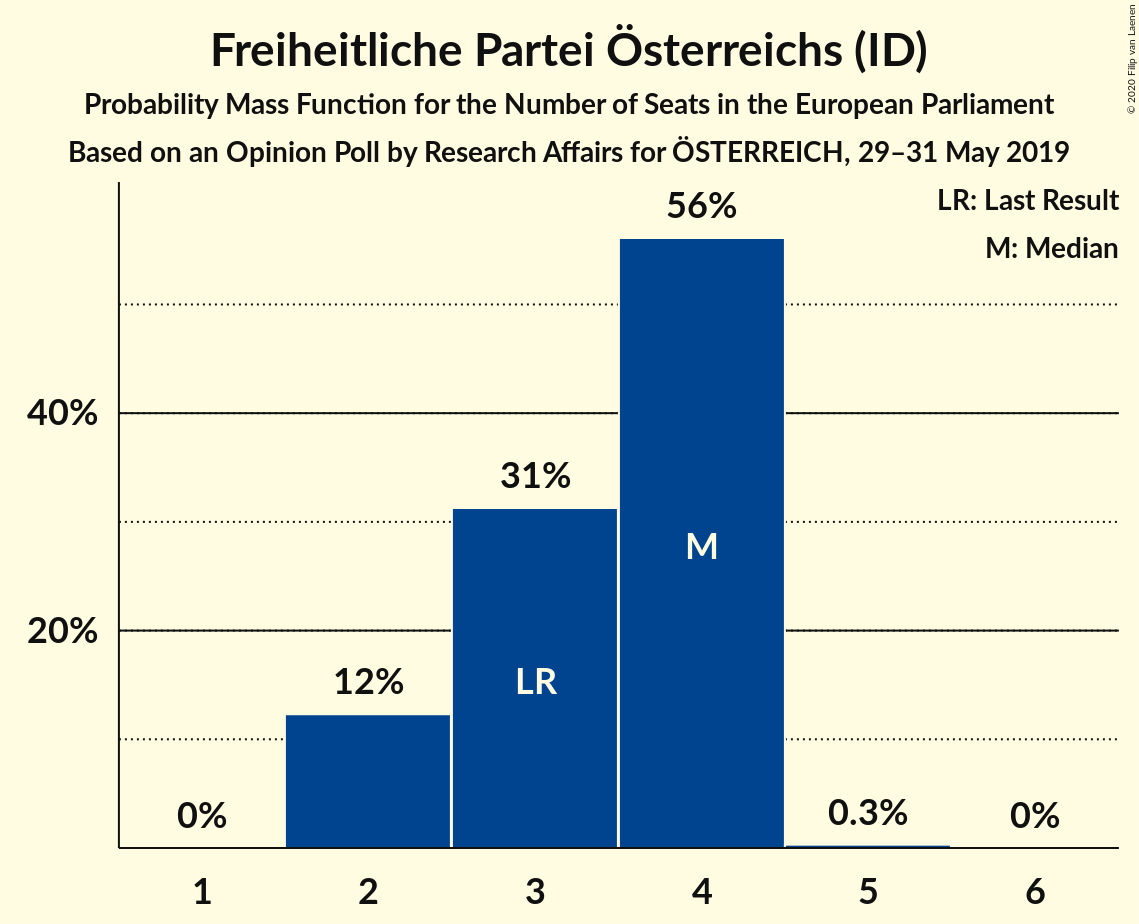 Freiheitliche Partei Österreichs (ID)
Probability Mass Function for the Number of Seats in the European Parliament
Based on an Opinion Poll by Research Affairs for ÖSTERREICH, 29–31 May 2019
© 2020 Filip van Laenen
LR: Last Result
M: Median
56%
40%
31%
M
20%
12%
LR
0%
0.3%
0%
1 2 3 4 5 6